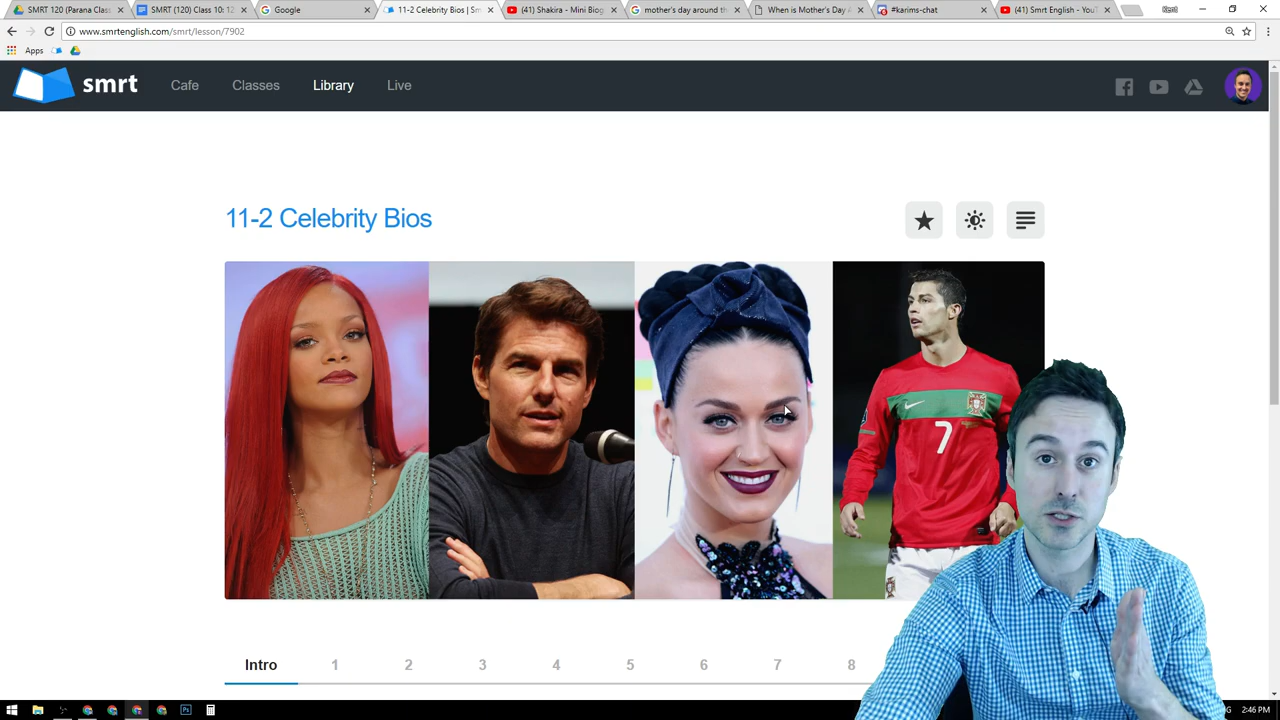 SMRT 120 (Parana Class
SMRT (120) Class 10: 12
Google
11-2 Celebrity Bios | Sm
(41) Shakira - Mini Biog
mother's day around th
When is Mother's Day A
#karims-chat
(41) Smrt English - YouT
www.smrtenglish.com/smrt/lesson/7902
Apps
smrt
Cafe
Classes
Library
Live
11-2 Celebrity Bios
7
Intro
1
2
3
4
5
6
7
8
2:46 PM